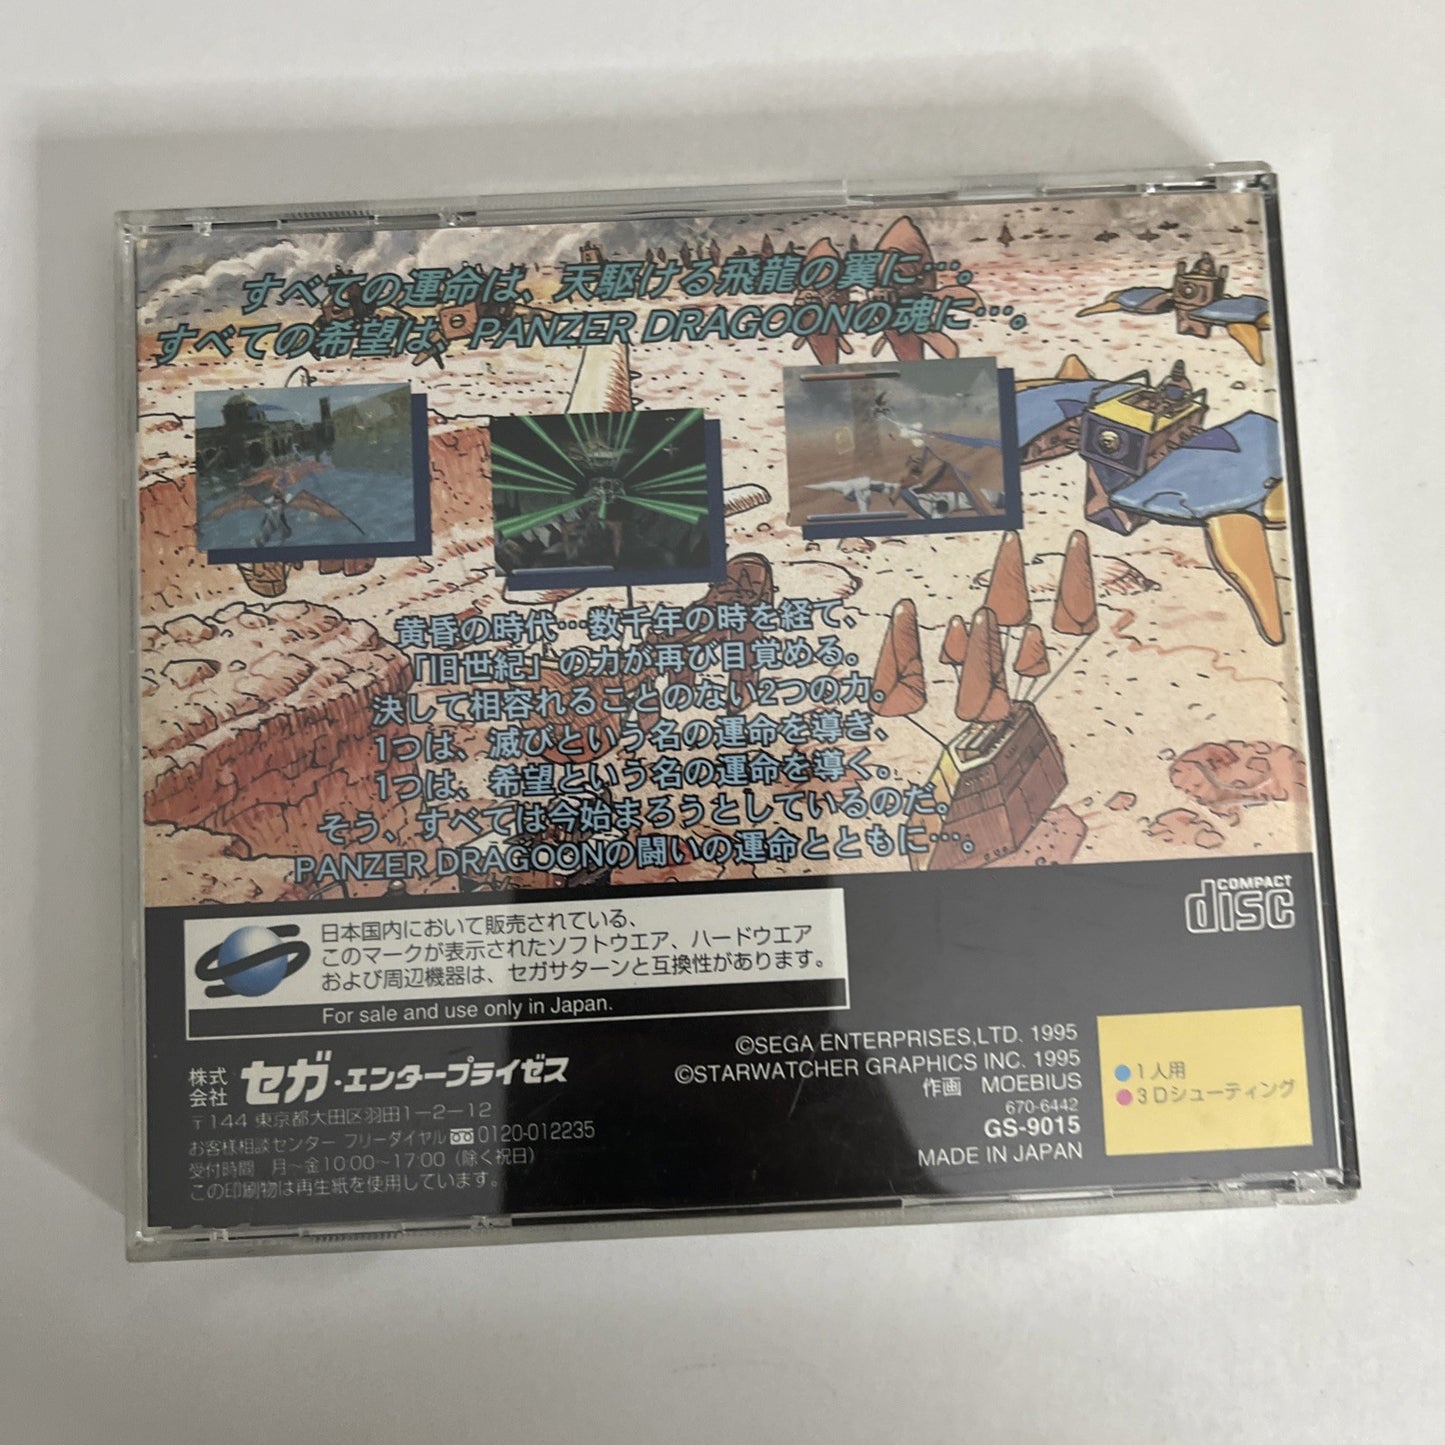 すべての運命は、天駆ける飛龍の翼に…。
すべての希望は、PANZER DRAGOONの魂に…。
黄昏の時代…数千年の時を経て、
「旧世紀」の力が再び目覚める。
決して相容れることのない2つの力。
1つは、滅びという名の運命を導き、
1つは、希望という名の運命を導く。
そう、すべては今始まろうとしているのだ。
PANZER DRAGOONの闘いの運命とともに…。
COMPACT
disc
日本国内において販売されている、
このマークが表示されたソフトウエア、ハードウエア
および周辺機器は、セガサターンと互換性があります。
For sale and use only in Japan.
株式会社 セガ・エンタープライゼス
〒144 東京都大田区羽田1-2-12
お客様相談センター フリーダイヤル 0120-012235
受付時間 月〜金10:00〜17:00（除く祝日）
この印刷物は再生紙を使用しています。
©SEGA ENTERPRISES,LTD. 1995
©STARWATCHER GRAPHICS INC. 1995
作画 MOEBIUS
670-6442
GS-9015
MADE IN JAPAN
●1人用
●3Dシューティング